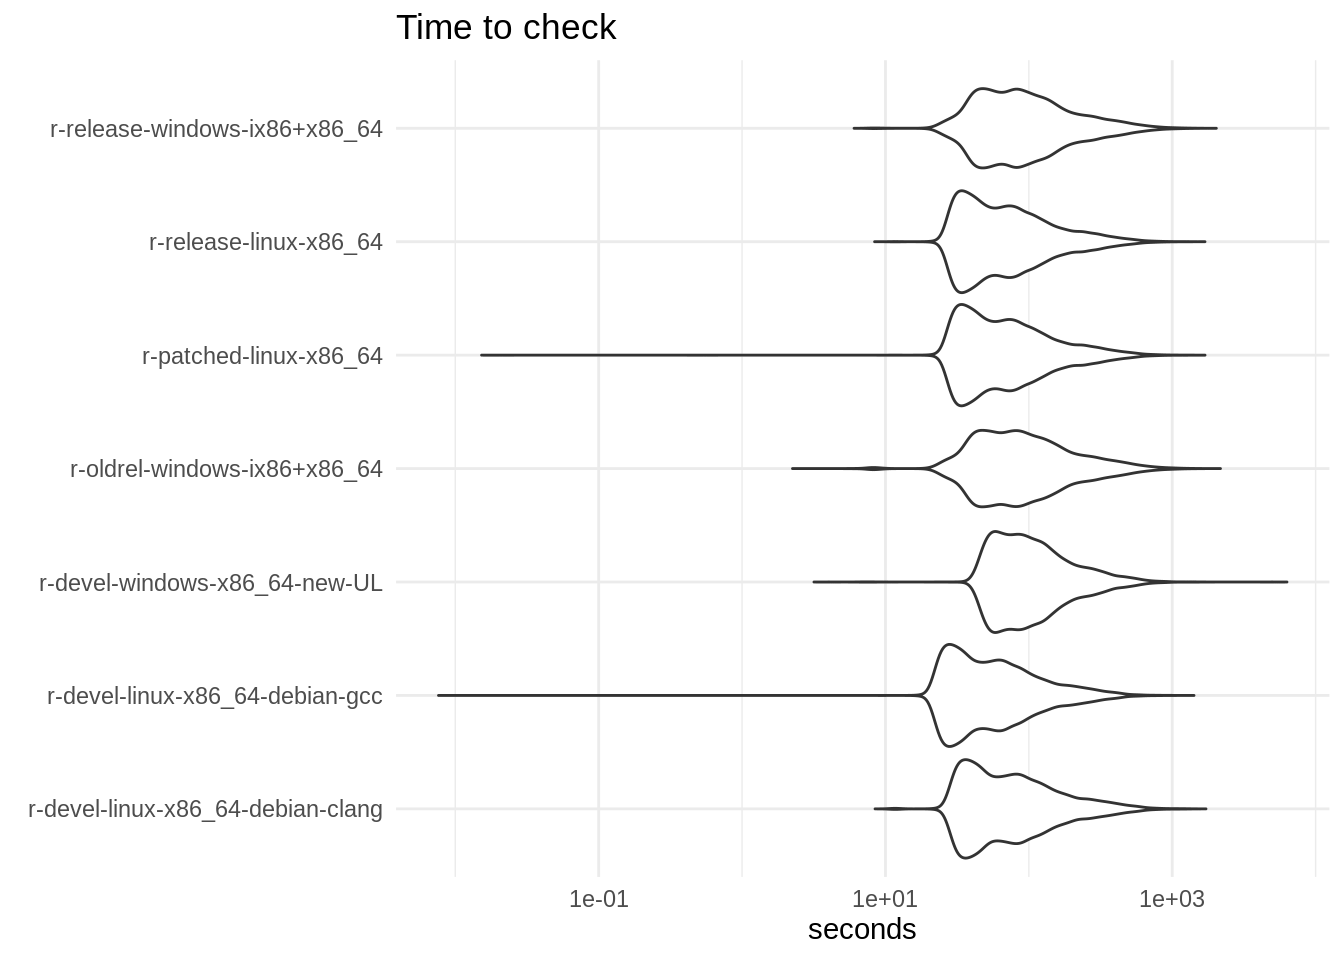 Time to check
r-release-windows-ix86+x86_64
r-release-linux-x86_64
r-patched-linux-x86_64
r-oldrel-windows-ix86+x86_64
r-devel-windows-x86_64-new-UL
r-devel-linux-x86_64-debian-gcc
r-devel-linux-x86_64-debian-clang
1e-01 1e+01 1e+03
seconds